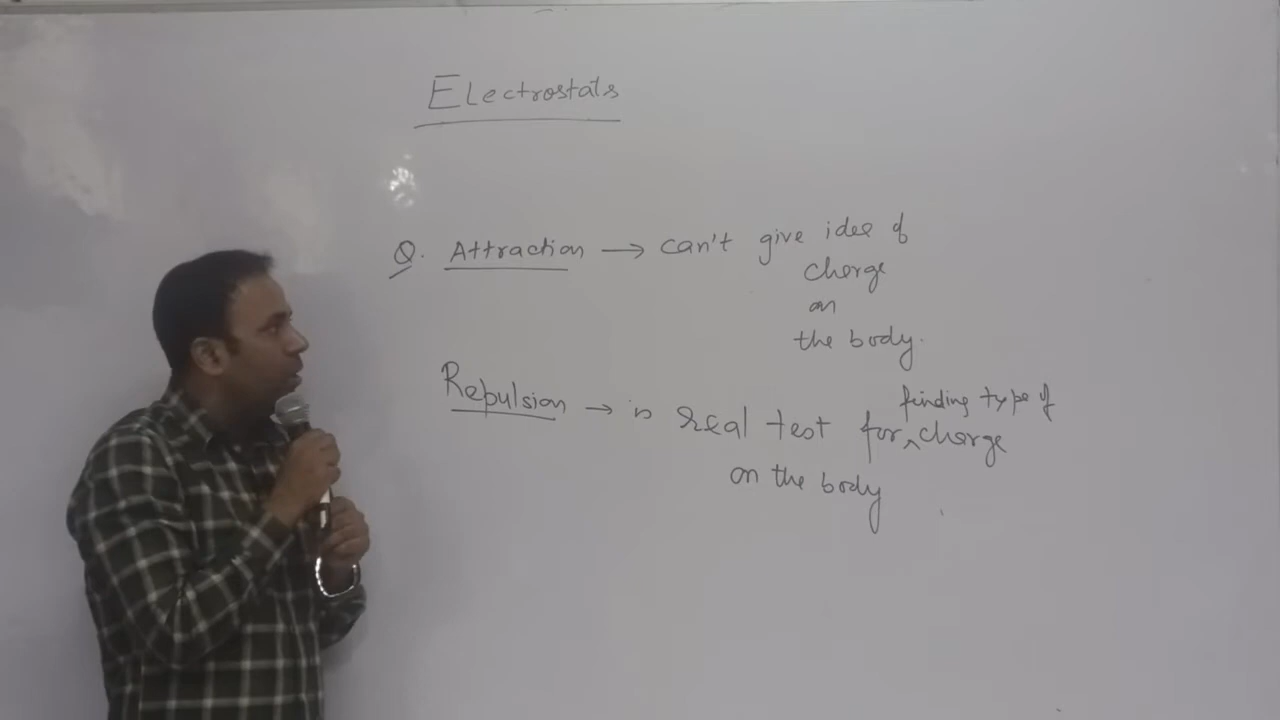 Electrostats
Q. Attraction → can't give idea of
charge
on
the body.
Repulsion → is real test for ^ charge
finding type of
on the body